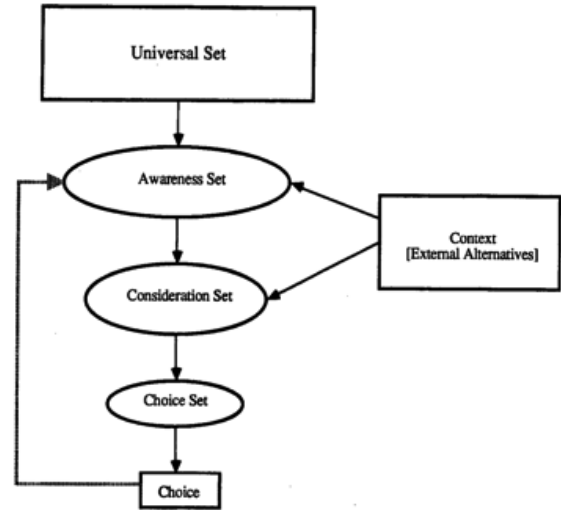 Universal Set
Awareness Set
Context
[External Alternatives]
Consideration Set
Choice Set
Choice